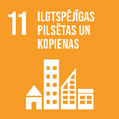 11 ILGTSPĒJĪGAS
PILSĒTAS UN
KOPIENAS